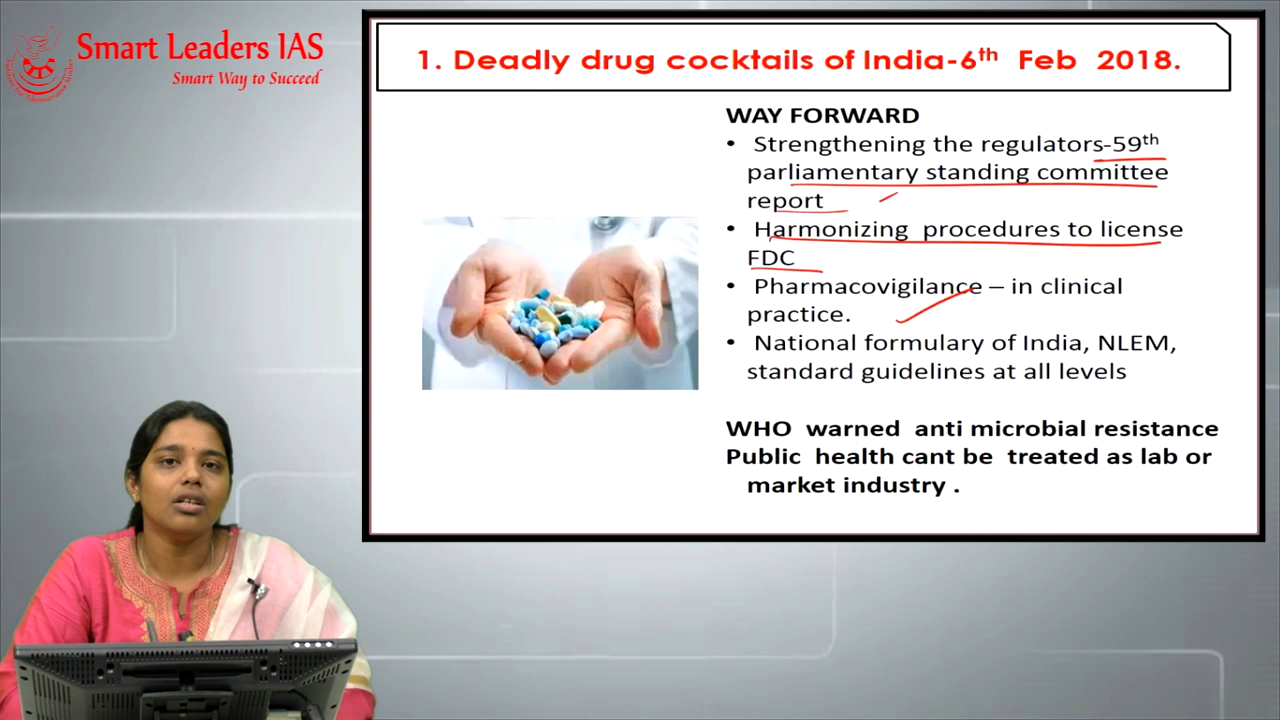 Smart Leaders IAS
Smart Way to Succeed
1. Deadly drug cocktails of India-6th Feb 2018.
WAY FORWARD
• Strengthening the regulators-59th
parliamentary standing committee
report
• Harmonizing procedures to license
FDC
• Pharmacovigilance – in clinical
practice.
• National formulary of India, NLEM,
standard guidelines at all levels
WHO warned anti microbial resistance
Public health cant be treated as lab or
market industry .